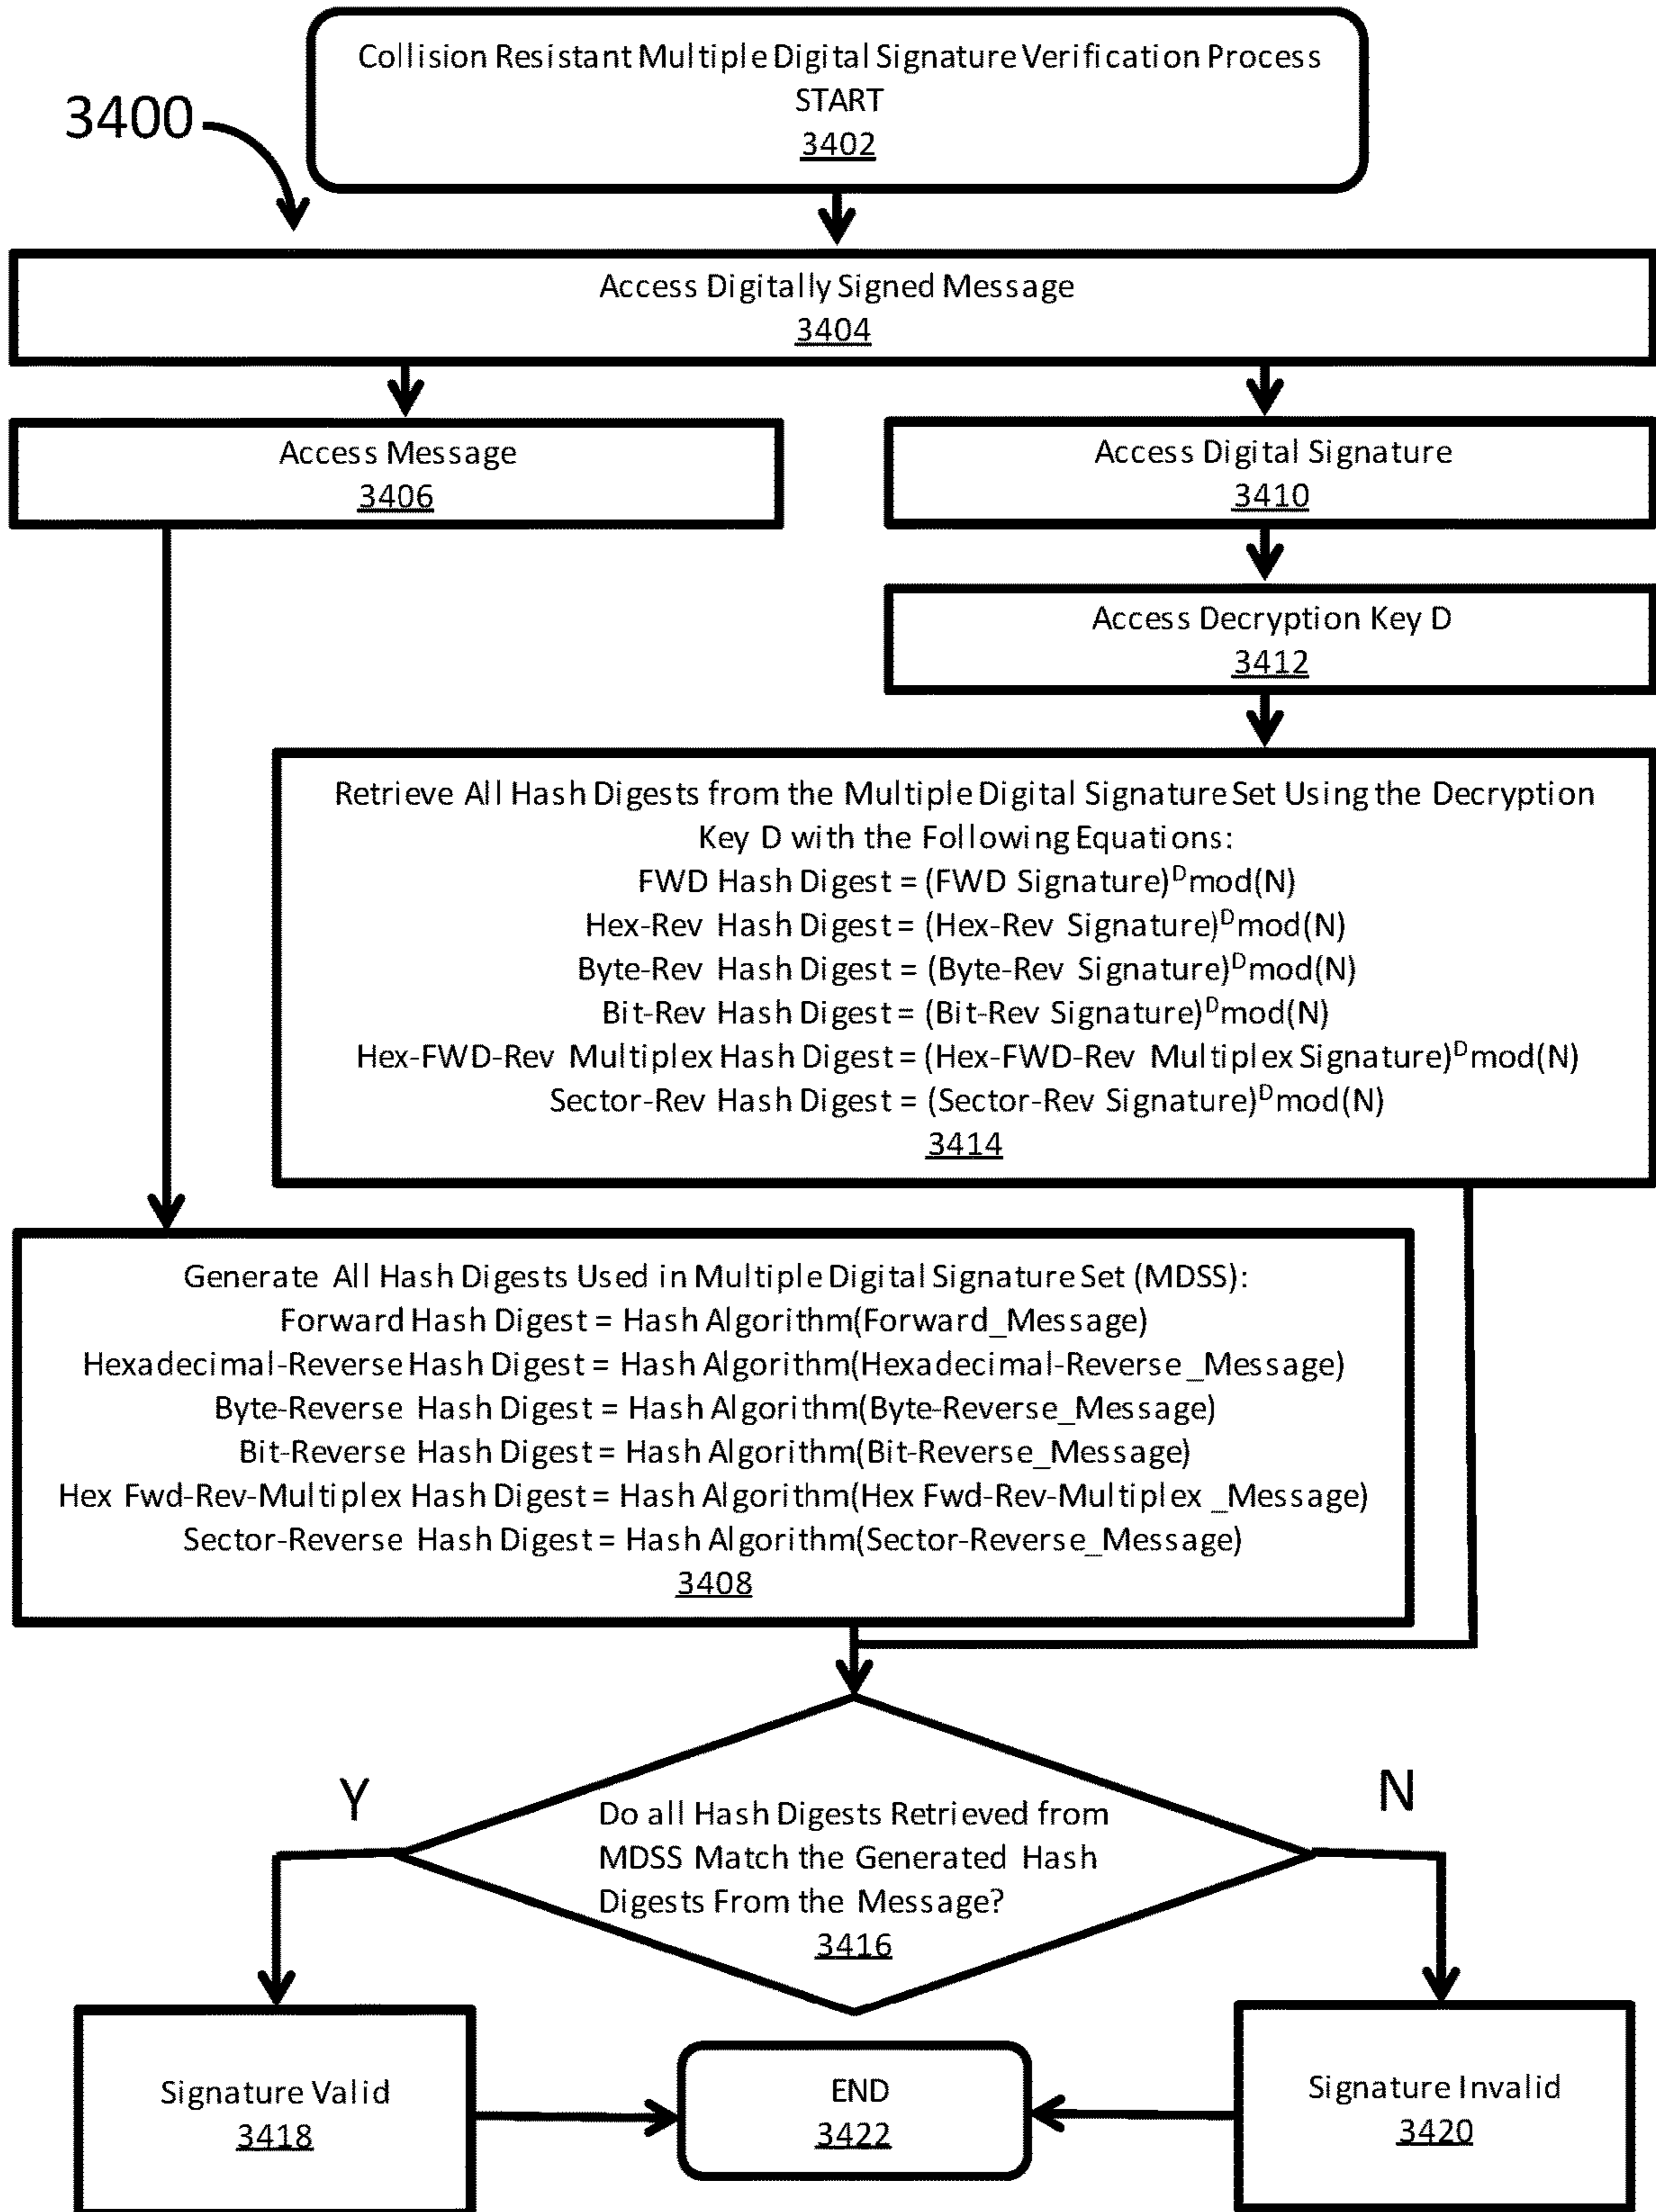 Collision Resistant Multiple Digital Signature Verification Process
START
3402
3400
Access Digitally Signed Message
3404
Access Message
3406
Access Digital Signature
3410
Access Decryption Key D
3412
Retrieve All Hash Digests from the Multiple Digital Signature Set Using the Decryption
Key D with the Following Equations:
FWD Hash Digest = (FWD Signature)ᴰmod(N)
Hex-Rev Hash Digest = (Hex-Rev Signature)ᴰmod(N)
Byte-Rev Hash Digest = (Byte-Rev Signature)ᴰmod(N)
Bit-Rev Hash Digest = (Bit-Rev Signature)ᴰmod(N)
Hex-FWD-Rev Multiplex Hash Digest = (Hex-FWD-Rev Multiplex Signature)ᴰmod(N)
Sector-Rev Hash Digest = (Sector-Rev Signature)ᴰmod(N)
3414
Generate All Hash Digests Used in Multiple Digital Signature Set (MDSS):
Forward Hash Digest = Hash Algorithm(Forward_Message)
Hexadecimal-Reverse Hash Digest = Hash Algorithm(Hexadecimal-Reverse_Message)
Byte-Reverse Hash Digest = Hash Algorithm(Byte-Reverse_Message)
Bit-Reverse Hash Digest = Hash Algorithm(Bit-Reverse_Message)
Hex Fwd-Rev-Multiplex Hash Digest = Hash Algorithm(Hex Fwd-Rev-Multiplex _Message)
Sector-Reverse Hash Digest = Hash Algorithm(Sector-Reverse_Message)
3408
Y
N
Do all Hash Digests Retrieved from
MDSS Match the Generated Hash
Digests From the Message?
3416
Signature Valid
3418
END
3422
Signature Invalid
3420